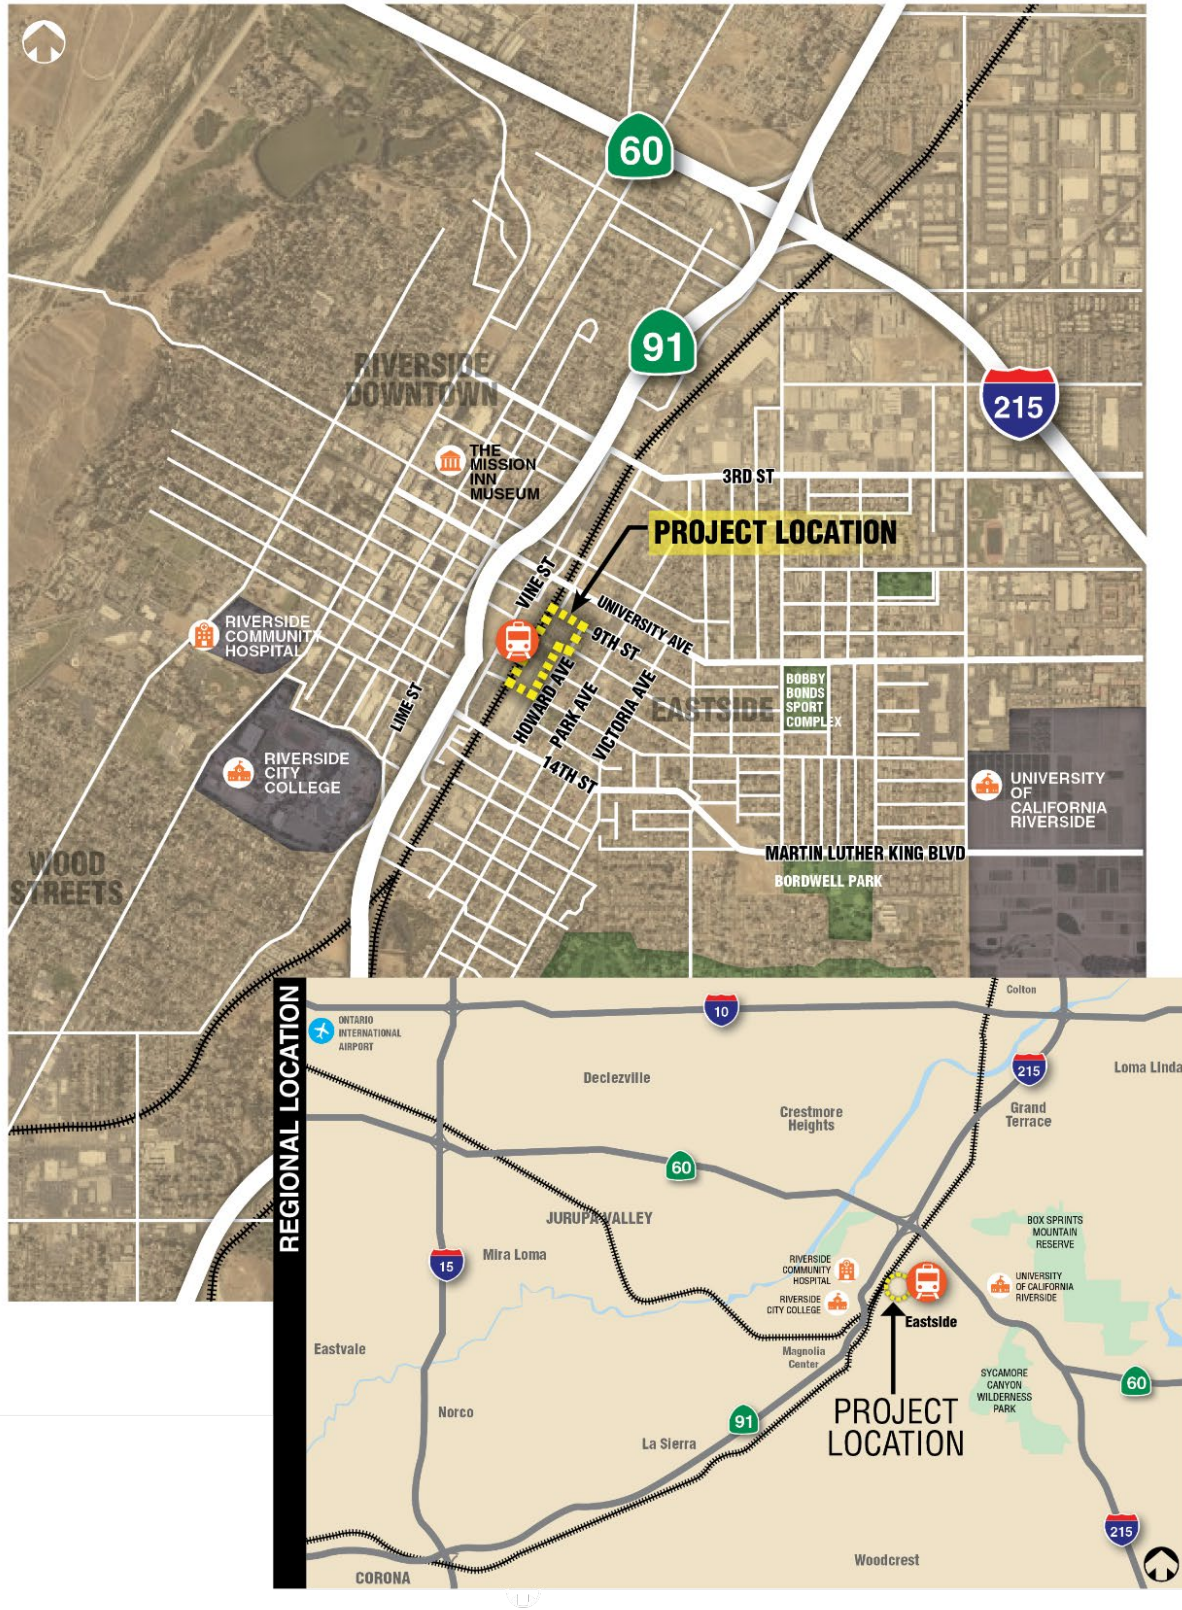 60
91
215
RIVERSIDE
DOWNTOWN
THE
MISSION
INN
MUSEUM
3RD ST
PROJECT LOCATION
VINE ST
UNIVERSITY AVE
9TH ST
RIVERSIDE
COMMUNITY
HOSPITAL
LIME ST
HOWARD AVE
PARK AVE
VICTORIA AVE
EASTSIDE
BOBBY
BONDS
SPORT
COMPLEX
14TH ST
RIVERSIDE
CITY
COLLEGE
UNIVERSITY
OF
CALIFORNIA
RIVERSIDE
WOOD
STREETS
MARTIN LUTHER KING BLVD
BORDWELL PARK
REGIONAL LOCATION
ONTARIO
INTERNATIONAL
AIRPORT
10
Colton
215
Loma Linda
Declezville
Crestmore
Heights
Grand
Terrace
60
JURUPA VALLEY
Mira Loma
15
BOX SPRINTS
MOUNTAIN
RESERVE
RIVERSIDE
COMMUNITY
HOSPITAL
RIVERSIDE
CITY COLLEGE
UNIVERSITY
OF CALIFORNIA
RIVERSIDE
Eastside
Eastvale
Magnolia
Center
SYCAMORE
CANYON
WILDERNESS
PARK
60
Norco
91
La Sierra
PROJECT
LOCATION
215
Woodcrest
CORONA